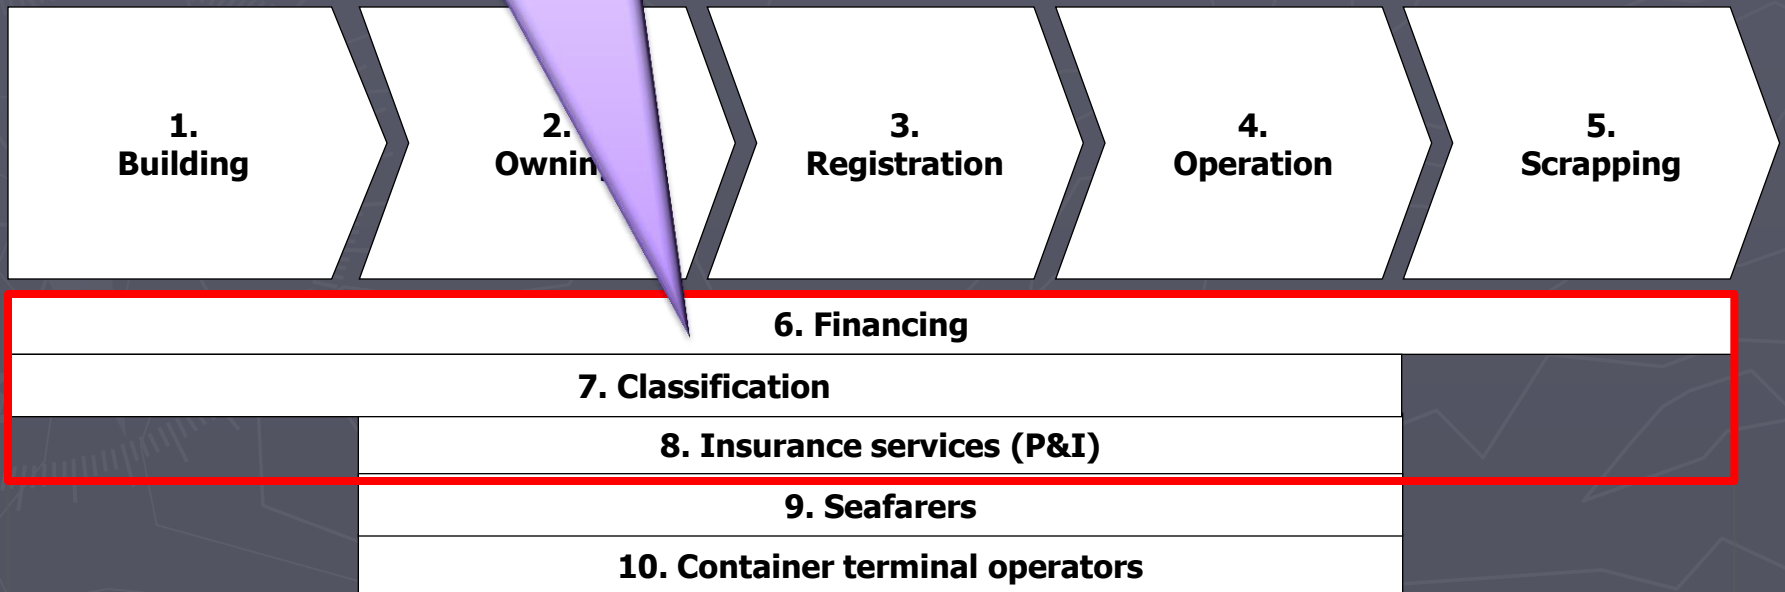 1.
Building
2.
Ownin
3.
Registration
4.
Operation
5.
Scrapping
6. Financing
7. Classification
8. Insurance services (P&I)
9. Seafarers
10. Container terminal operators